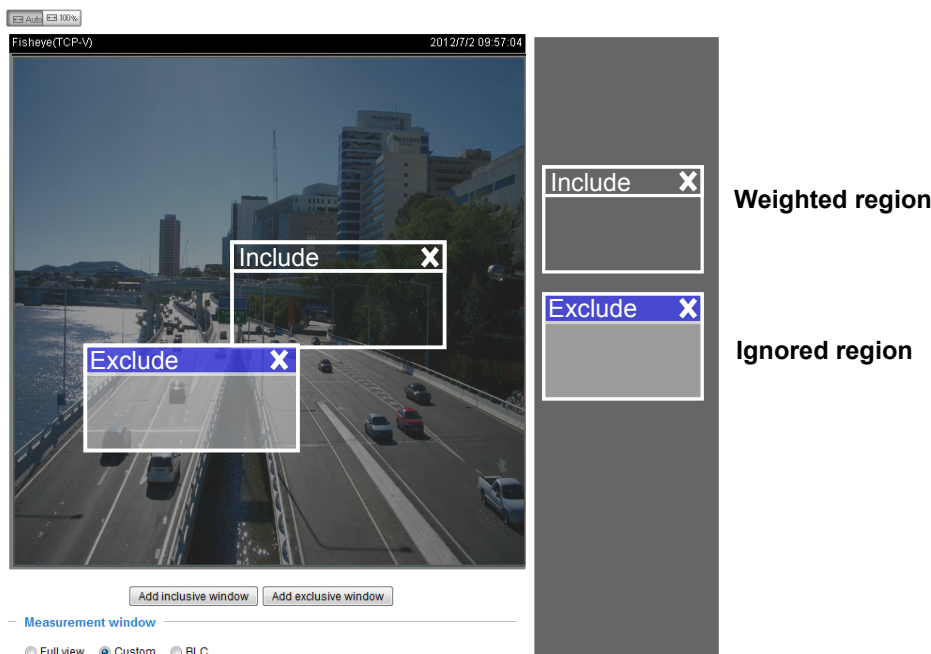 Auto 100%
Fisheye(TCP-V) 2012/7/2 09:57:04
Include
Weighted region
Include
Exclude
Ignored region
Exclude
Add inclusive window Add exclusive window
Measurement window
Full view Custom BLC